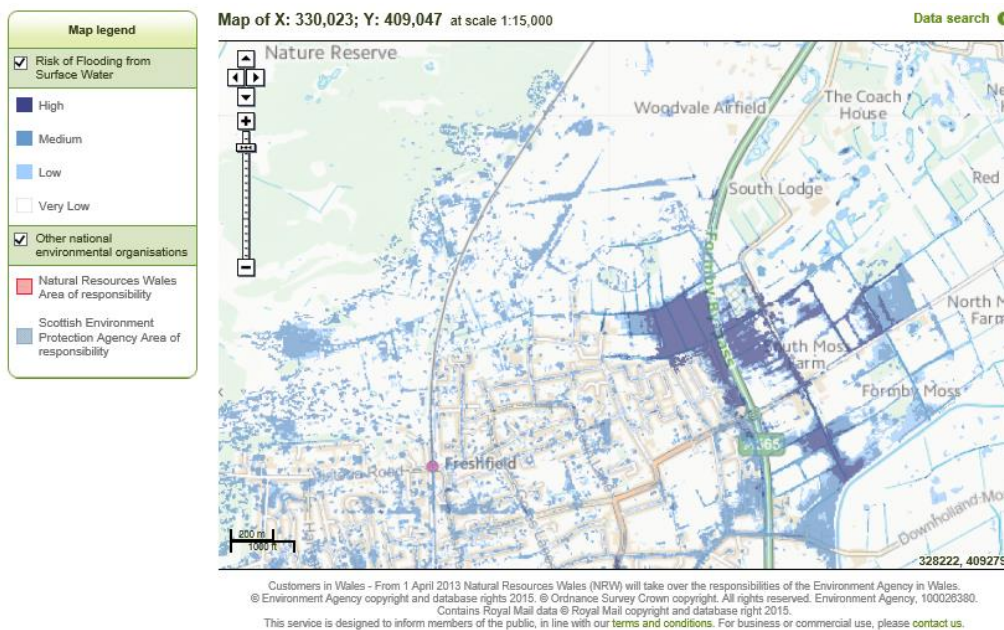 Map legend
Risk of Flooding from
Surface Water
High
Medium
Low
Very Low
Other national
environmental organisations
Natural Resources Wales
Area of responsibility
Scottish Environment
Protection Agency Area of
responsibility
Map of X: 330,023; Y: 409,047 at scale 1:15,000
Data search
Nature Reserve
Woodvale Airfield
The Coach
House
South Lodge
Red
North M
Farm
South Moss
Farm
Formby Moss
Freshfield
Road
Downholland Mo
200 m
1000 ft
328222, 409279
Customers in Wales - From 1 April 2013 Natural Resources Wales (NRW) will take over the responsibilities of the Environment Agency in Wales.
© Environment Agency copyright and database rights 2015. © Ordnance Survey Crown copyright. All rights reserved. Environment Agency, 100026380.
Contains Royal Mail data © Royal Mail copyright and database right 2015.
This service is designed to inform members of the public, in line with our terms and conditions. For business or commercial use, please contact us.